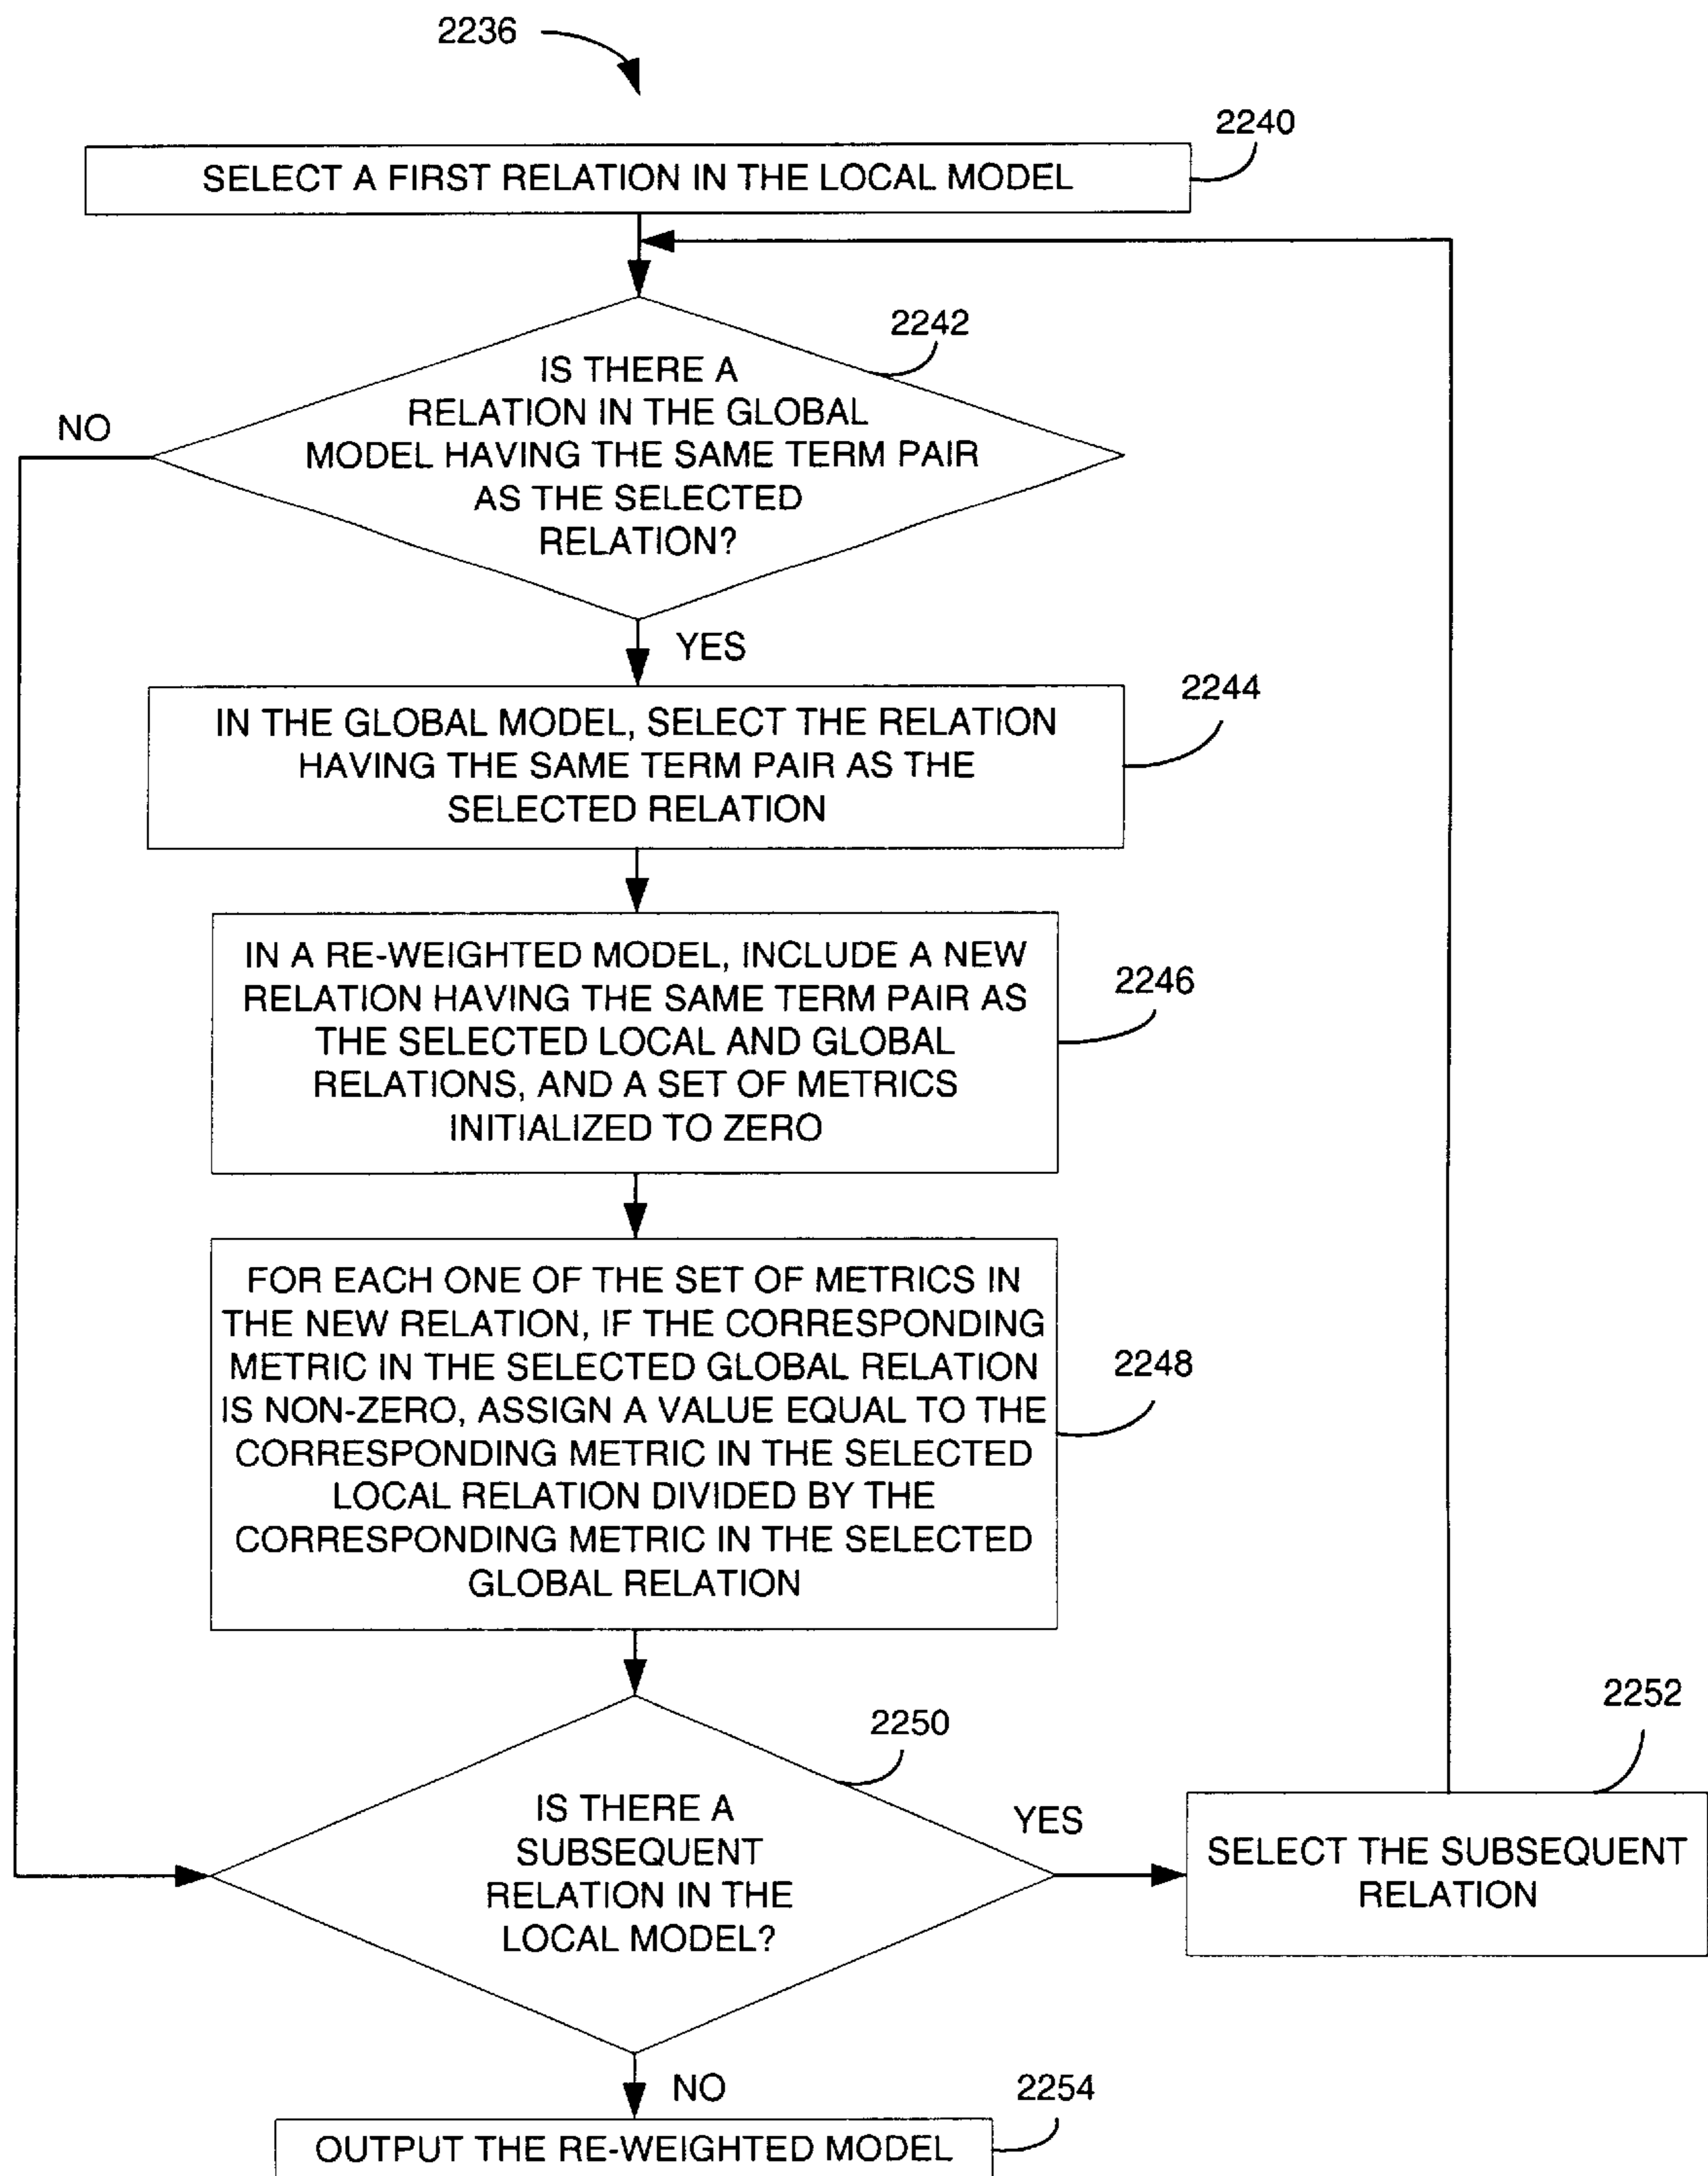 2236
2240
SELECT A FIRST RELATION IN THE LOCAL MODEL
2242
IS THERE A
RELATION IN THE GLOBAL
MODEL HAVING THE SAME TERM PAIR
AS THE SELECTED
RELATION?
NO
YES
2244
IN THE GLOBAL MODEL, SELECT THE RELATION
HAVING THE SAME TERM PAIR AS THE
SELECTED RELATION
2246
IN A RE-WEIGHTED MODEL, INCLUDE A NEW
RELATION HAVING THE SAME TERM PAIR AS
THE SELECTED LOCAL AND GLOBAL
RELATIONS, AND A SET OF METRICS
INITIALIZED TO ZERO
2248
FOR EACH ONE OF THE SET OF METRICS IN
THE NEW RELATION, IF THE CORRESPONDING
METRIC IN THE SELECTED GLOBAL RELATION
IS NON-ZERO, ASSIGN A VALUE EQUAL TO THE
CORRESPONDING METRIC IN THE SELECTED
LOCAL RELATION DIVIDED BY THE
CORRESPONDING METRIC IN THE SELECTED
GLOBAL RELATION
2250
IS THERE A
SUBSEQUENT
RELATION IN THE
LOCAL MODEL?
YES
2252
SELECT THE SUBSEQUENT
RELATION
NO
2254
OUTPUT THE RE-WEIGHTED MODEL